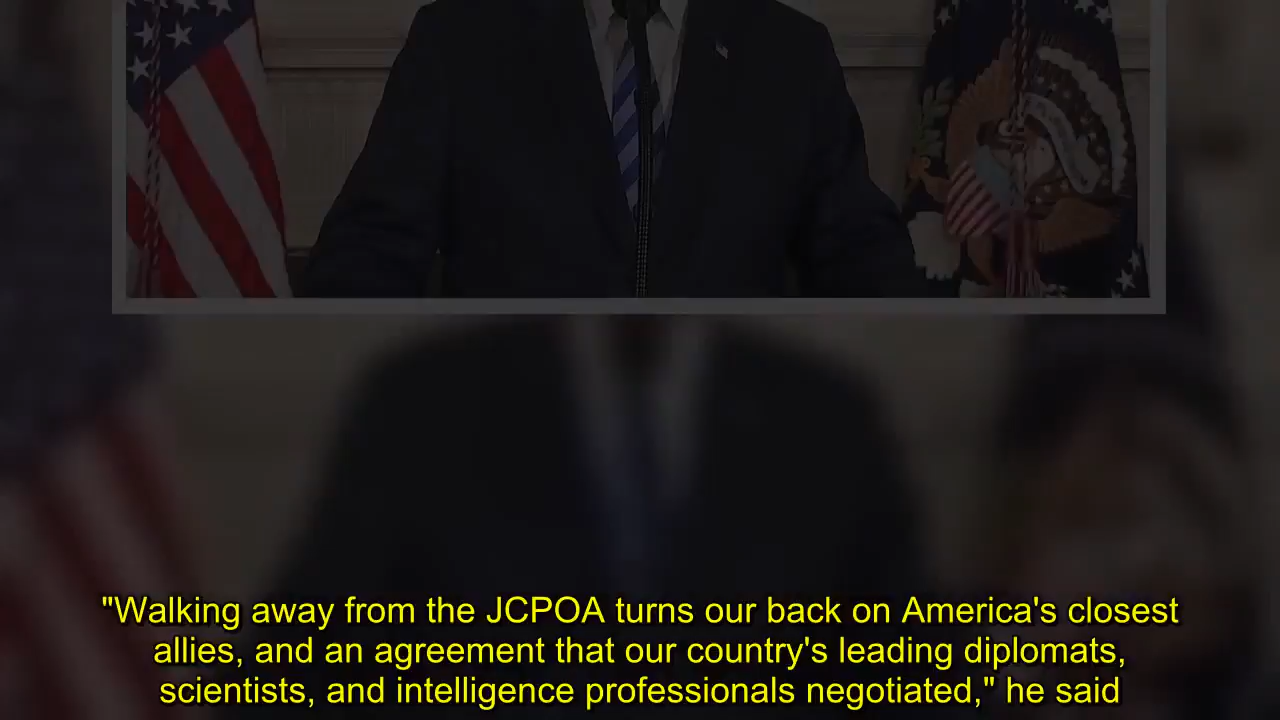 "Walking away from the JCPOA turns our back on America's closest
allies, and an agreement that our country's leading diplomats,
scientists, and intelligence professionals negotiated," he said